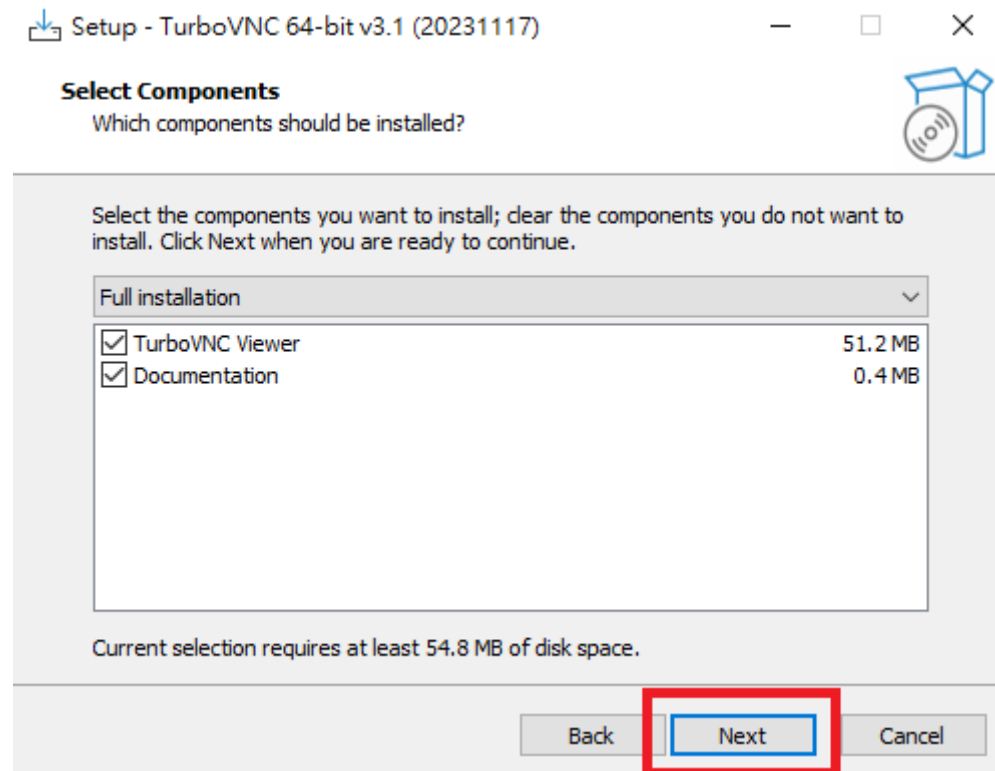 Setup - TurboVNC 64-bit v3.1 (20231117)
Select Components
Which components should be installed?
Select the components you want to install; clear the components you do not want to
install. Click Next when you are ready to continue.
Full installation
TurboVNC Viewer 51.2 MB
Documentation 0.4 MB
Current selection requires at least 54.8 MB of disk space.
Back Next Cancel